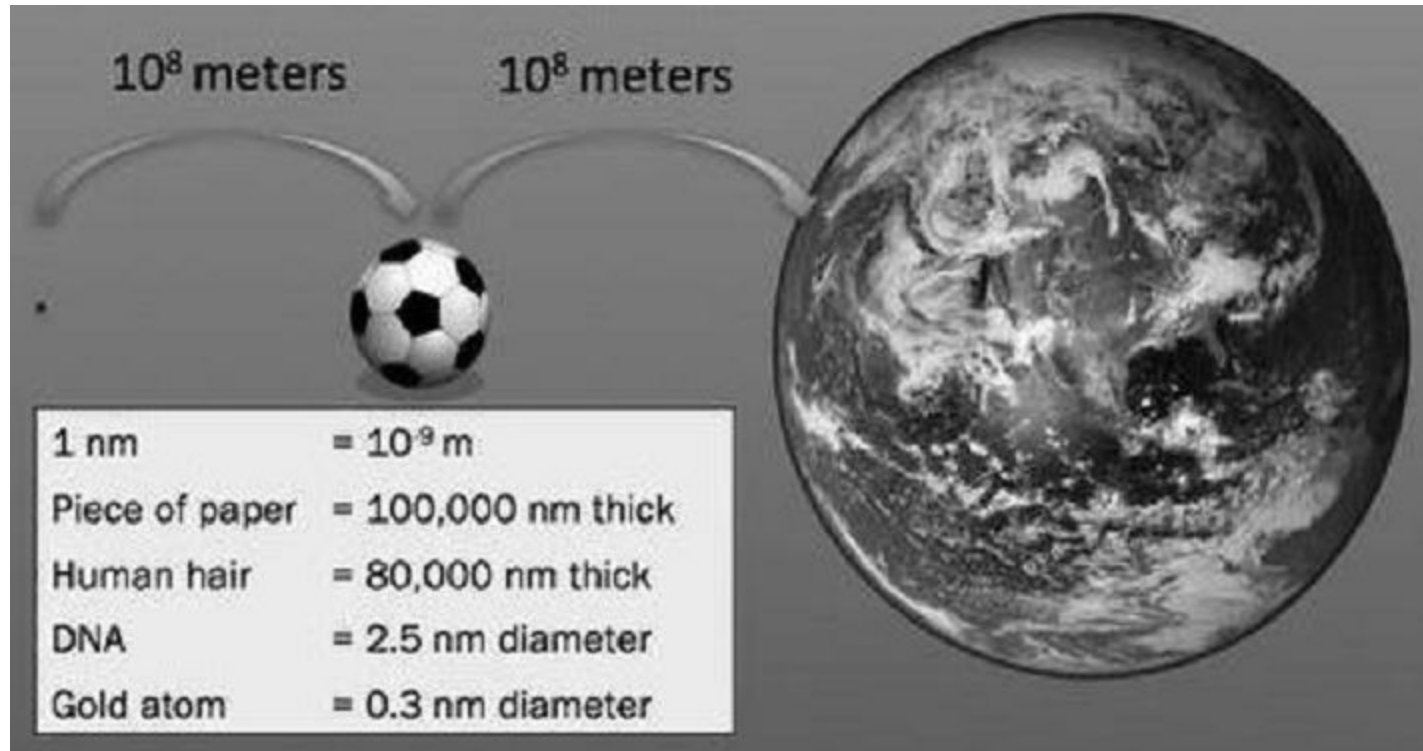 10⁸ meters 10⁸ meters
1 nm = 10⁻⁹ m
Piece of paper = 100,000 nm thick
Human hair = 80,000 nm thick
DNA = 2.5 nm diameter
Gold atom = 0.3 nm diameter